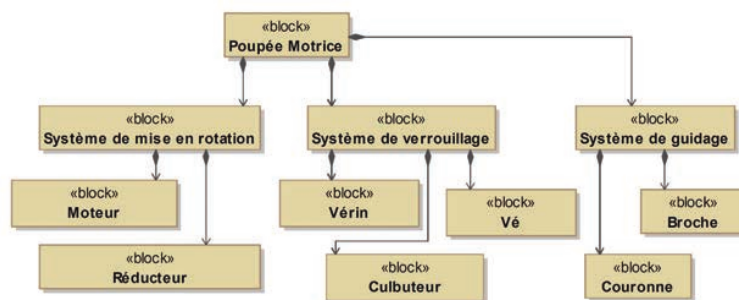 «block»
Poupée Motrice
«block»
Système de mise en rotation
«block»
Système de verrouillage
«block»
Système de guidage
«block»
Moteur
«block»
Vérin
«block»
Vé
«block»
Broche
«block»
Réducteur
«block»
Culbuteur
«block»
Couronne